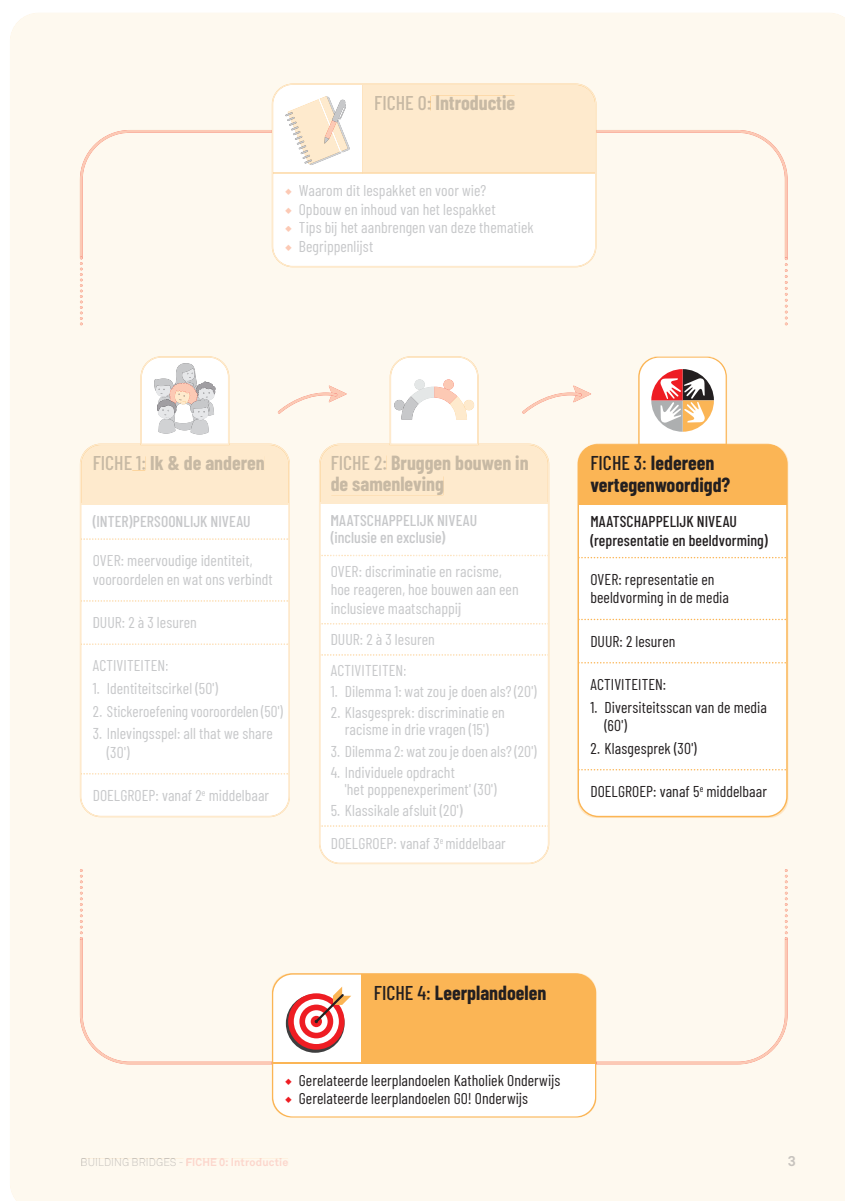 FICHE 0: Introductie
◆ Waarom dit lespakket en voor wie?
◆ Opbouw en inhoud van het lespakket
◆ Tips bij het aanbrengen van deze thematiek
◆ Begrippenlijst
FICHE 1: Ik & de anderen
(INTER)PERSOONLIJK NIVEAU
OVER: meervoudige identiteit,
vooroordelen en wat ons verbindt
DUUR: 2 à 3 lesuren
ACTIVITEITEN:
1. Identiteitscirkel (50')
2. Stickeroefening vooroordelen (50')
3. Inlevingsspel: all that we share
(30')
DOELGROEP: vanaf 2e middelbaar
FICHE 2: Bruggen bouwen in
de samenleving
MAATSCHAPPELIJK NIVEAU
(inclusie en exclusie)
OVER: discriminatie en racisme,
hoe reageren, hoe bouwen aan een
inclusieve maatschappij
DUUR: 2 à 3 lesuren
ACTIVITEITEN:
1. Dilemma 1: wat zou je doen als? (20')
2. Klasgesprek: discriminatie en
racisme in drie vragen (15')
3. Dilemma 2: wat zou je doen als? (20')
4. Individuele opdracht
'het poppenexperiment' (30')
5. Klassikale afsluit (20')
DOELGROEP: vanaf 3e middelbaar
FICHE 3: Iedereen
vertegenwoordigd?
MAATSCHAPPELIJK NIVEAU
(representatie en beeldvorming)
OVER: representatie en
beeldvorming in de media
DUUR: 2 lesuren
ACTIVITEITEN:
1. Diversiteitsscan van de media
(60')
2. Klasgesprek (30')
DOELGROEP: vanaf 5e middelbaar
FICHE 4: Leerplandoelen
◆ Gerelateerde leerplandoelen Katholiek Onderwijs
◆ Gerelateerde leerplandoelen GO! Onderwijs
BUILDING BRIDGES - FICHE 0: introductie
3